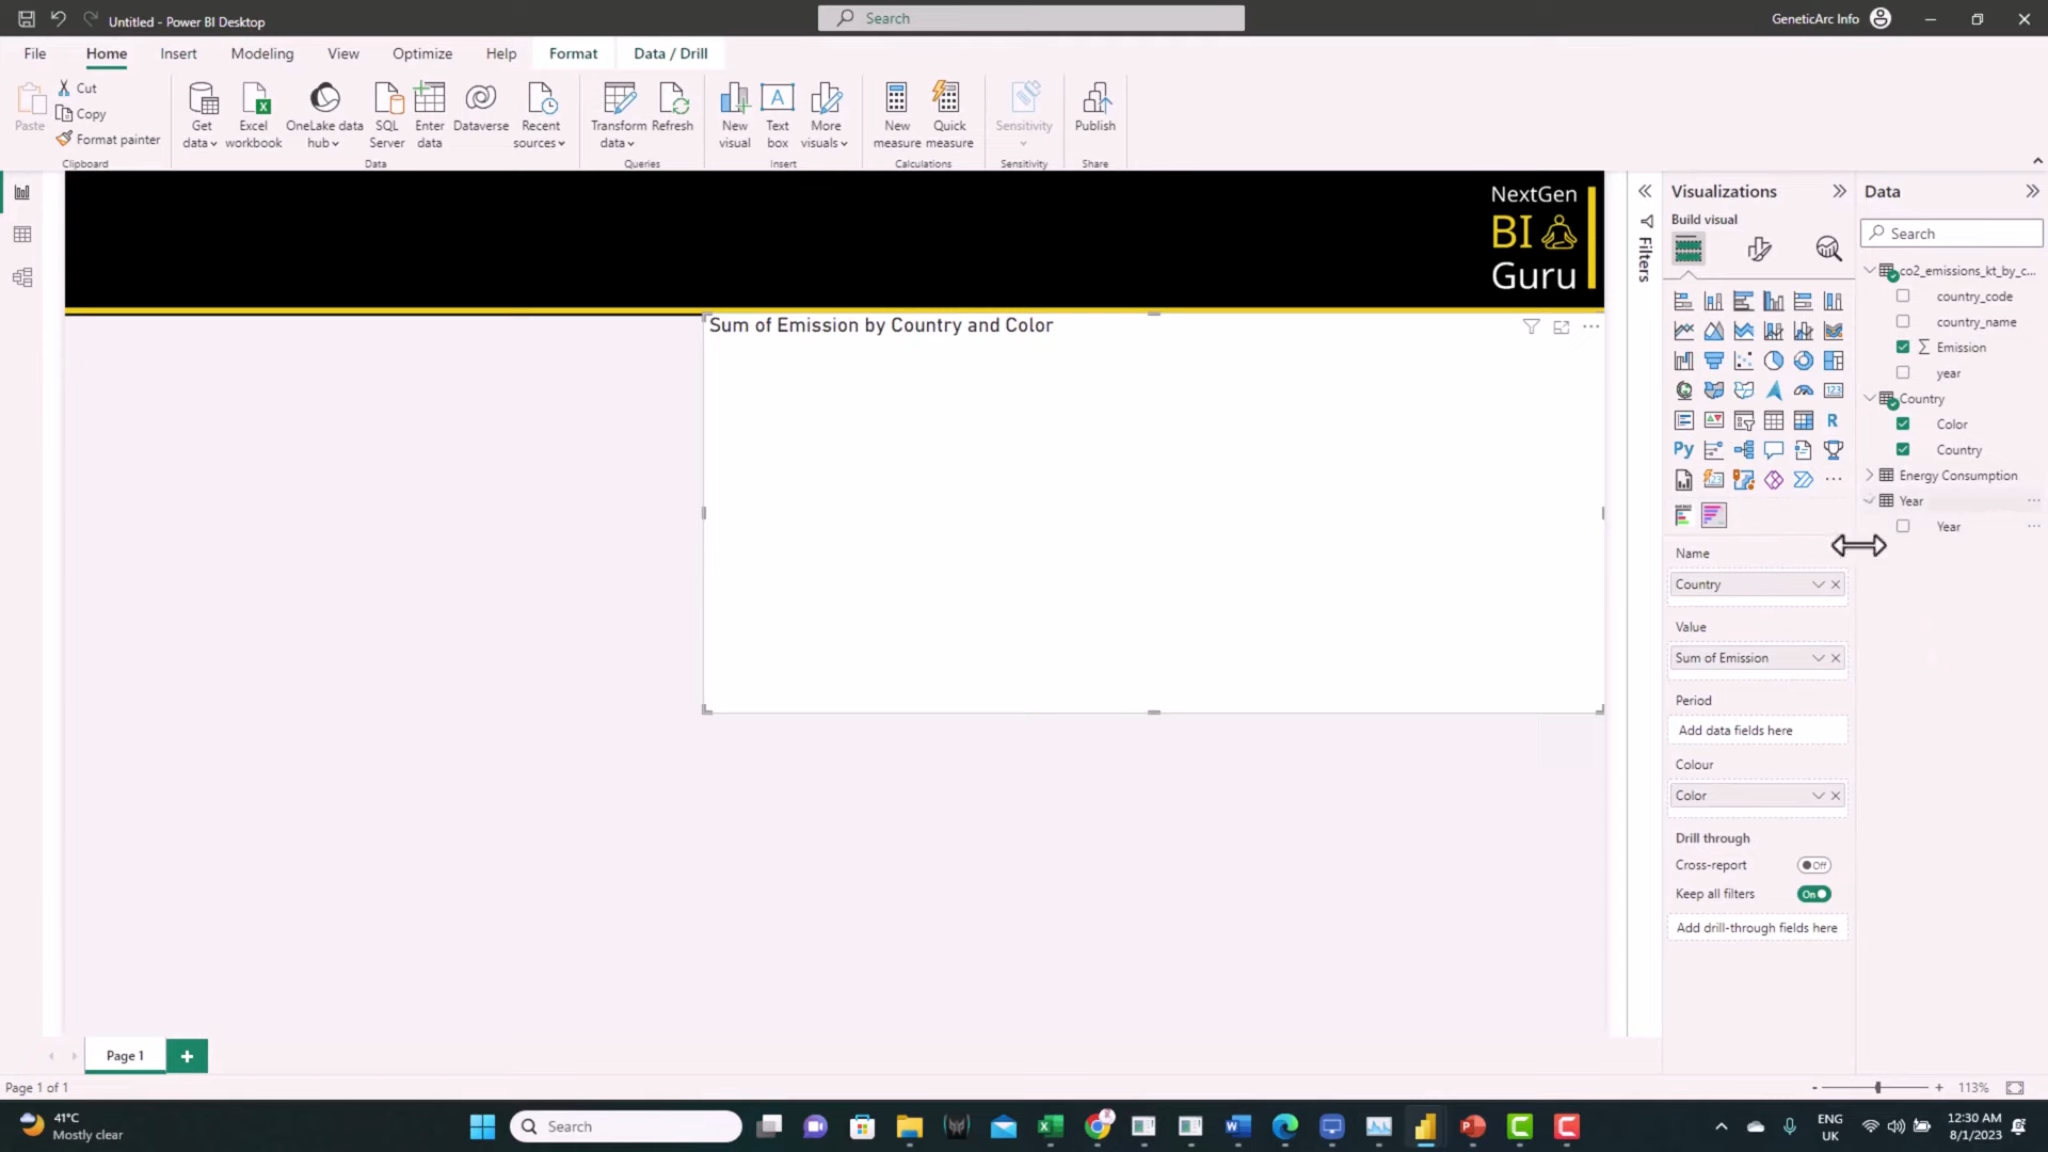 Untitled - Power BI Desktop
Search
GeneticArc Info
File Home Insert Modeling View Optimize Help Format Data / Drill
Paste
Cut
Copy
Format painter
Clipboard
Get data
Excel workbook
OneLake data hub
SQL Server
Enter data
Dataverse
Recent sources
Data
Transform data
Refresh
Queries
New visual
Text box
More visuals
Insert
New measure
Quick measure
Calculations
Sensitivity
Sensitivity
Publish
Share
NextGen
BI
Guru
Sum of Emission by Country and Color
Filters
Visualizations
Build visual
123
R
Py
Name
Country
Value
Sum of Emission
Period
Add data fields here
Colour
Color
Drill through
Cross-report Off
Keep all filters On
Add drill-through fields here
Data
Search
co2_emissions_kt_by_c...
country_code
country_name
Emission
year
Country
Color
Country
Energy Consumption
Year
Year
Page 1
Page 1 of 1
113%
41°C
Mostly clear
Search
ENG
UK
12:30 AM
8/1/2023